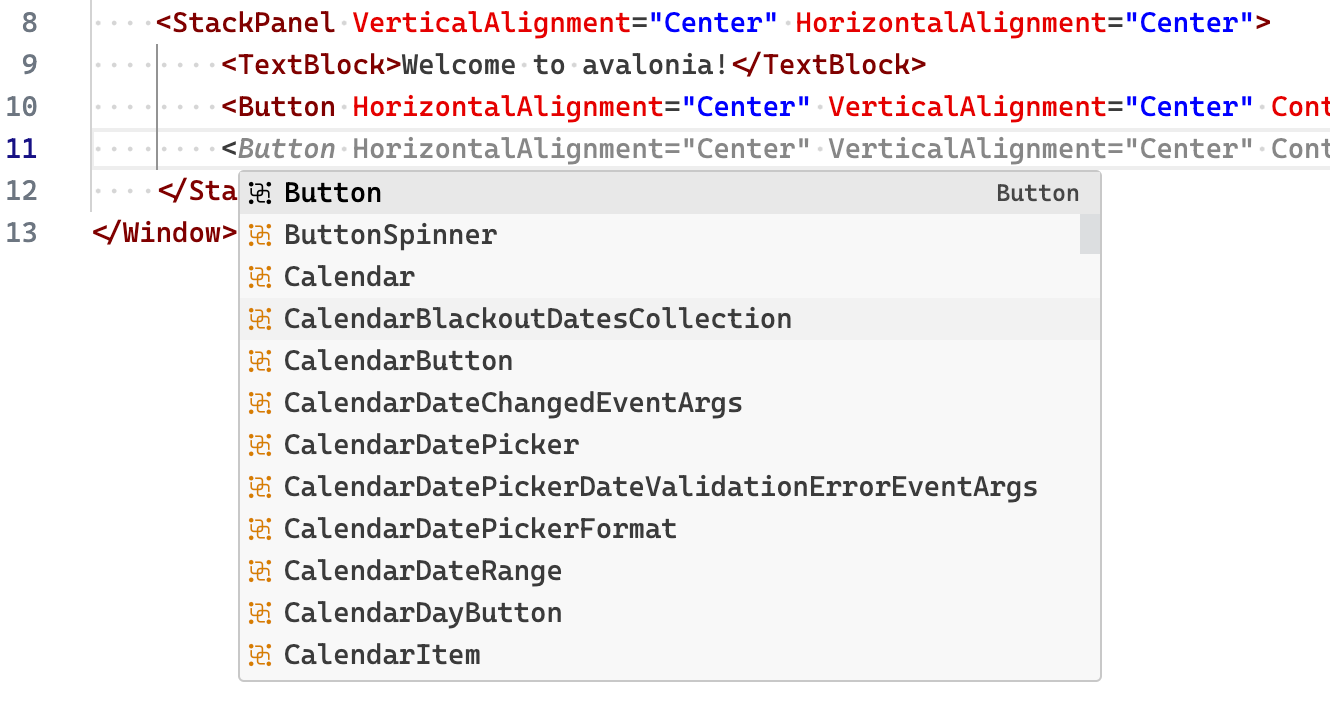 8 <StackPanel VerticalAlignment="Center" HorizontalAlignment="Center">
9 <TextBlock>Welcome to avalonia!</TextBlock>
10 <Button HorizontalAlignment="Center" VerticalAlignment="Center" Cont
11 <Button HorizontalAlignment="Center" VerticalAlignment="Center" Cont
12 </Sta
13 </Window>
Button Button
ButtonSpinner
Calendar
CalendarBlackoutDatesCollection
CalendarButton
CalendarDateChangedEventArgs
CalendarDatePicker
CalendarDatePickerDateValidationErrorEventArgs
CalendarDatePickerFormat
CalendarDateRange
CalendarDayButton
CalendarItem